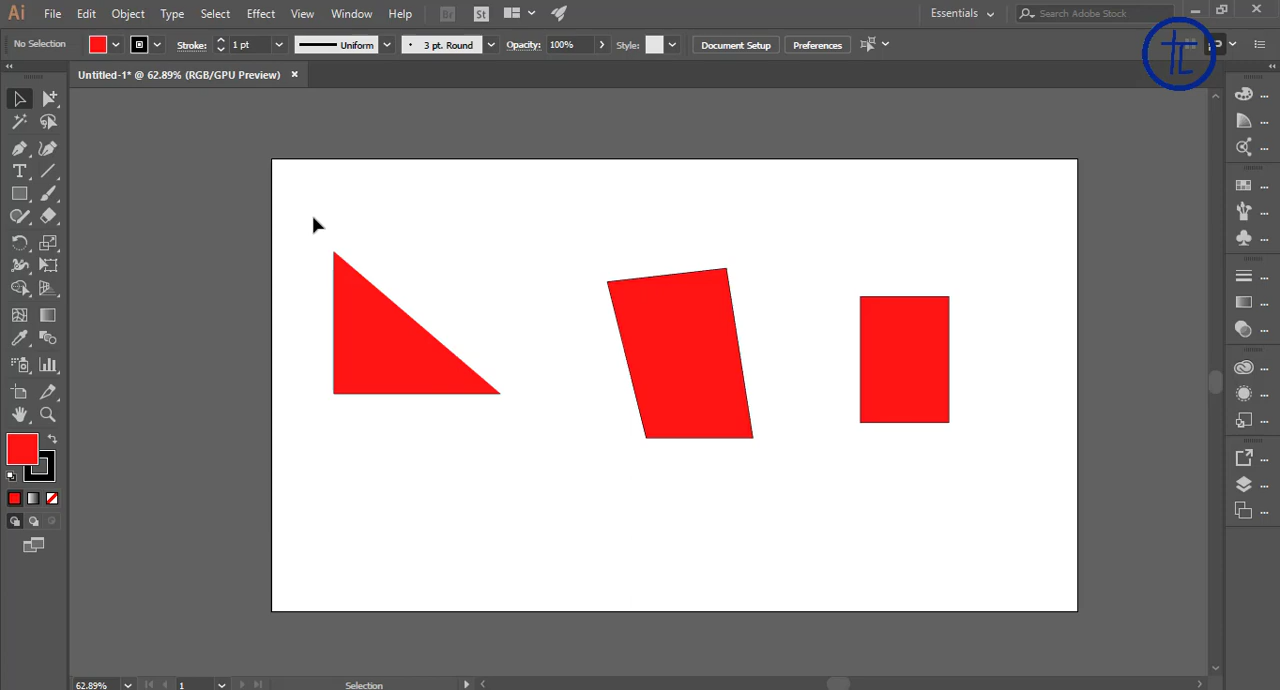 Ai File Edit Object Type Select Effect View Window Help Br St Essentials Search Adobe Stock
No Selection Stroke: 1 pt Uniform 3 pt. Round Opacity: 100% Style: Document Setup Preferences
Untitled-1* @ 62.89% (RGB/GPU Preview) ×
T
62.89% 1 Selection